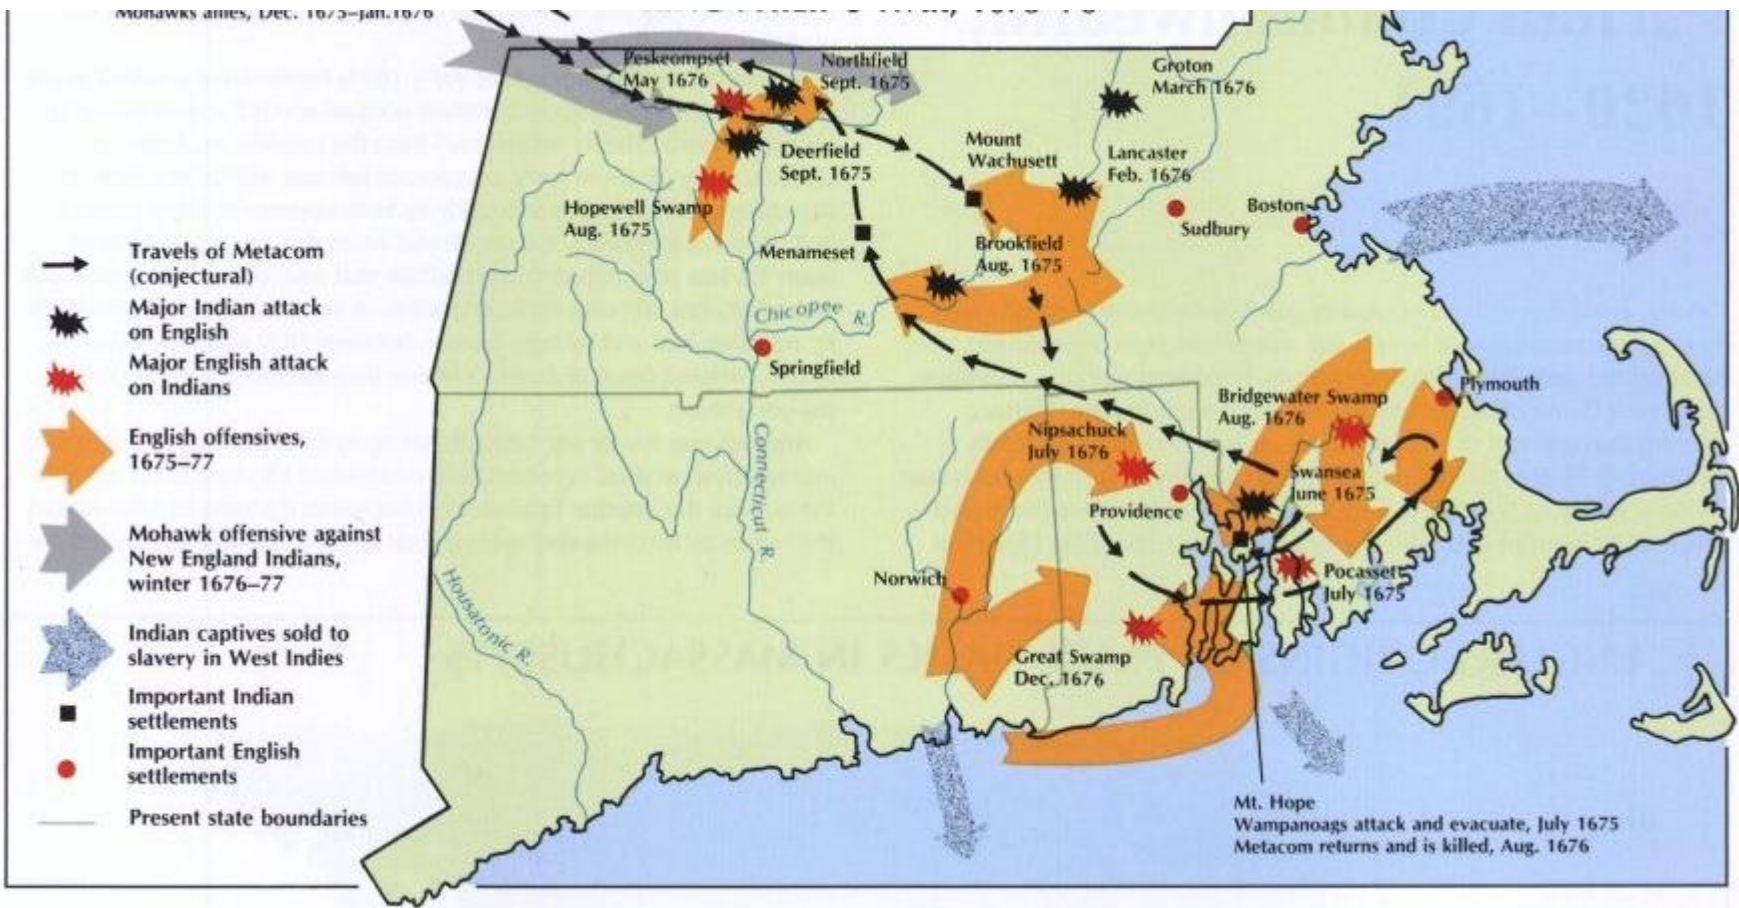 Mohawks allies, Dec. 1675–Jan.1676
Peskeompset
May 1676
Northfield
Sept. 1675
Groton
March 1676
Deerfield
Sept. 1675
Mount
Wachusett
Lancaster
Feb. 1676
Hopewell Swamp
Aug. 1675
Menameset
Brookfield
Aug. 1675
Sudbury
Boston
Chicopee R.
Springfield
Travels of Metacom
(conjectural)
Major Indian attack
on English
Major English attack
on Indians
English offensives,
1675–77
Mohawk offensive against
New England Indians,
winter 1676–77
Indian captives sold to
slavery in West Indies
Important Indian
settlements
Important English
settlements
Present state boundaries
Plymouth
Bridgewater Swamp
Aug. 1676
Nipsachuck
July 1676
Swansea
June 1675
Providence
Connecticut R.
Norwich
Pocassett
July 1675
Housatonic R.
Great Swamp
Dec. 1676
Mt. Hope
Wampanoags attack and evacuate, July 1675
Metacom returns and is killed, Aug. 1676